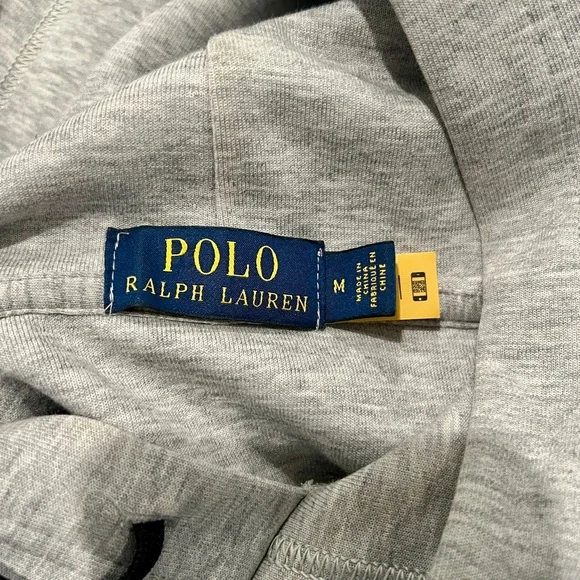 POLO
RALPH LAUREN
M
MADE IN
CHINA
FABRIQUÉ EN
CHINE